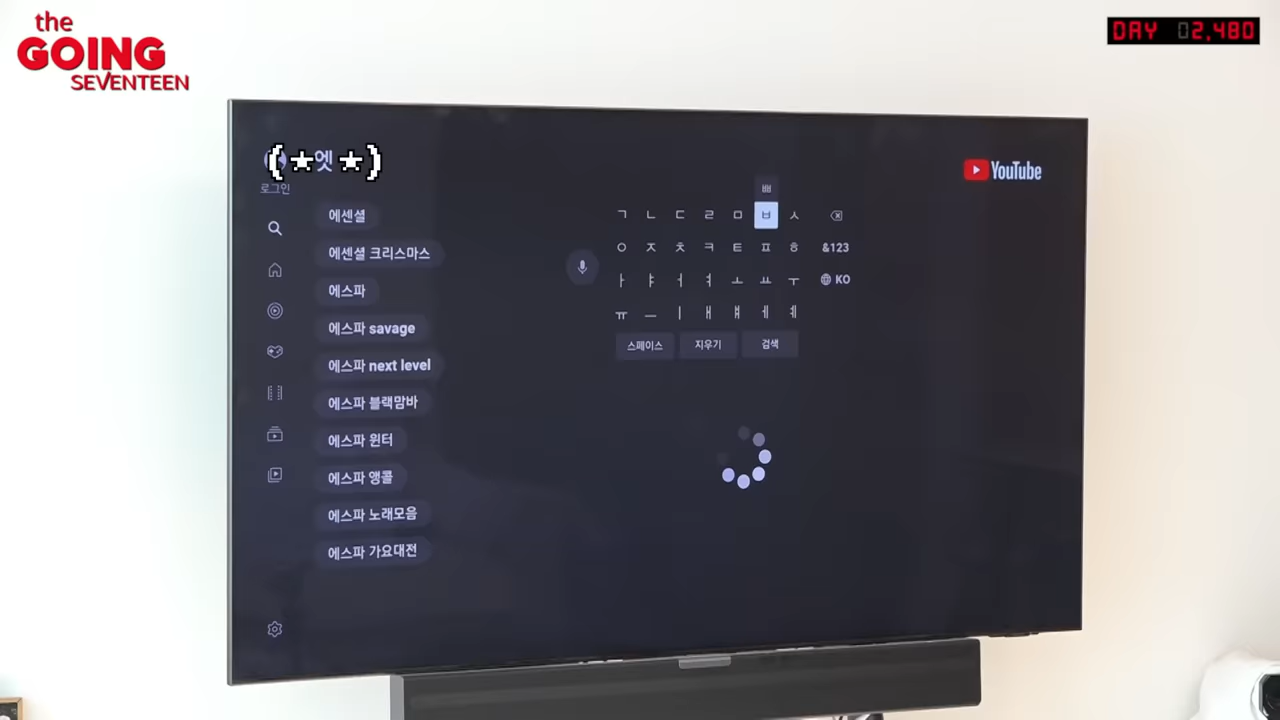 the
GOING
SEVENTEEN
DAY 02,480
(★엣★)
로그인
YouTube
에센셜
에센셜 크리스마스
에스파
에스파 savage
에스파 next level
에스파 블랙맘바
에스파 윈터
에스파 앵콜
에스파 노래모음
에스파 가요대전
ㅃ
ㄱ ㄴ ㄷ ㄹ ㅁ ㅂ ㅅ
ㅇ ㅈ ㅊ ㅋ ㅌ ㅍ ㅎ &123
ㅏ ㅑ ㅓ ㅕ ㅗ ㅛ ㅜ KO
ㅠ ㅡ ㅣ ㅐ ㅒ ㅔ ㅖ
스페이스 지우기 검색